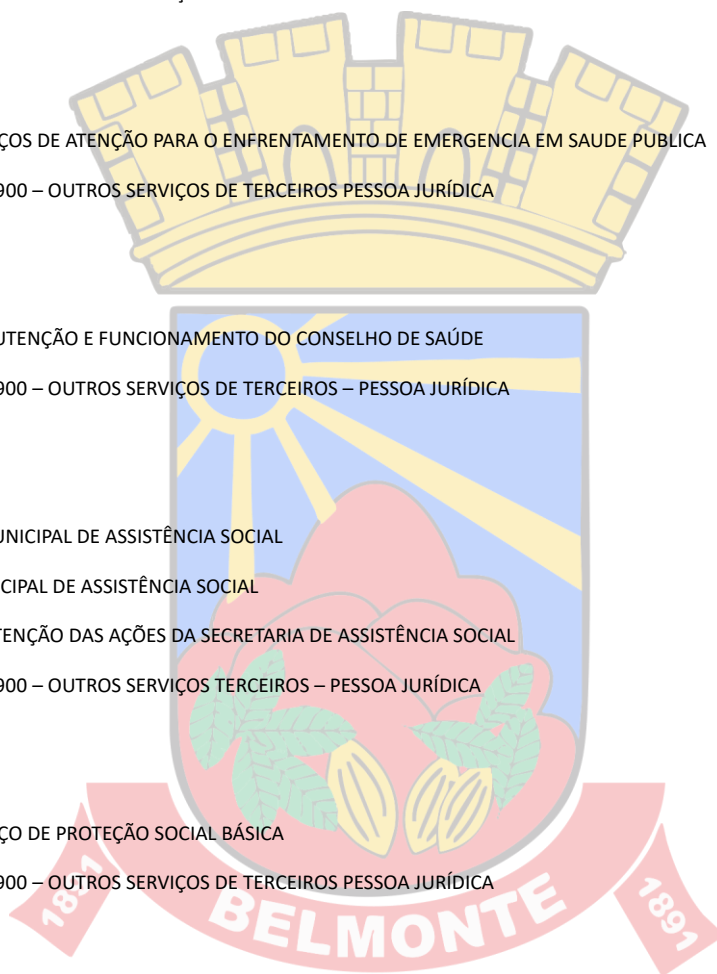 ÇOS DE ATENÇÃO PARA O ENFRENTAMENTO DE EMERGENCIA EM SAUDE PUBLICA
900 – OUTROS SERVIÇOS DE TERCEIROS PESSOA JURÍDICA
UTENÇÃO E FUNCIONAMENTO DO CONSELHO DE SAÚDE
900 – OUTROS SERVIÇOS DE TERCEIROS – PESSOA JURÍDICA
UNICIPAL DE ASSISTÊNCIA SOCIAL
CIPAL DE ASSISTÊNCIA SOCIAL
TENÇÃO DAS AÇÕES DA SECRETARIA DE ASSISTÊNCIA SOCIAL
900 – OUTROS SERVIÇOS TERCEIROS – PESSOA JURÍDICA
ÇO DE PROTEÇÃO SOCIAL BÁSICA
900 – OUTROS SERVIÇOS DE TERCEIROS PESSOA JURÍDICA
1891 BELMONTE 1891